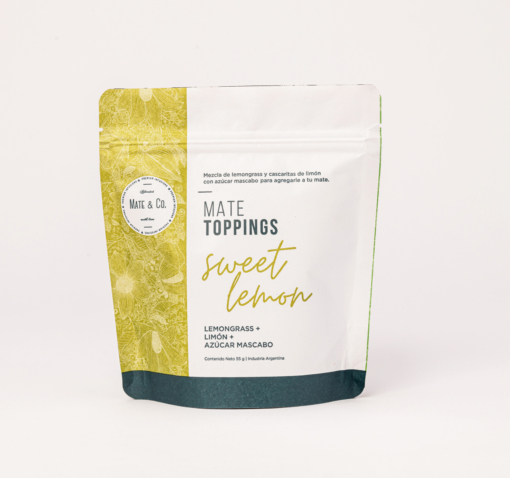 Mezcla de lemongrass y cascaritas de limón
con azúcar mascabo para agregarle a tu mate.
MATE & CO.
MATE
TOPPINGS
sweet
lemon
LEMONGRASS +
LIMÓN +
AZÚCAR MASCABO
Contenido Neto 55 g | Industria Argentina